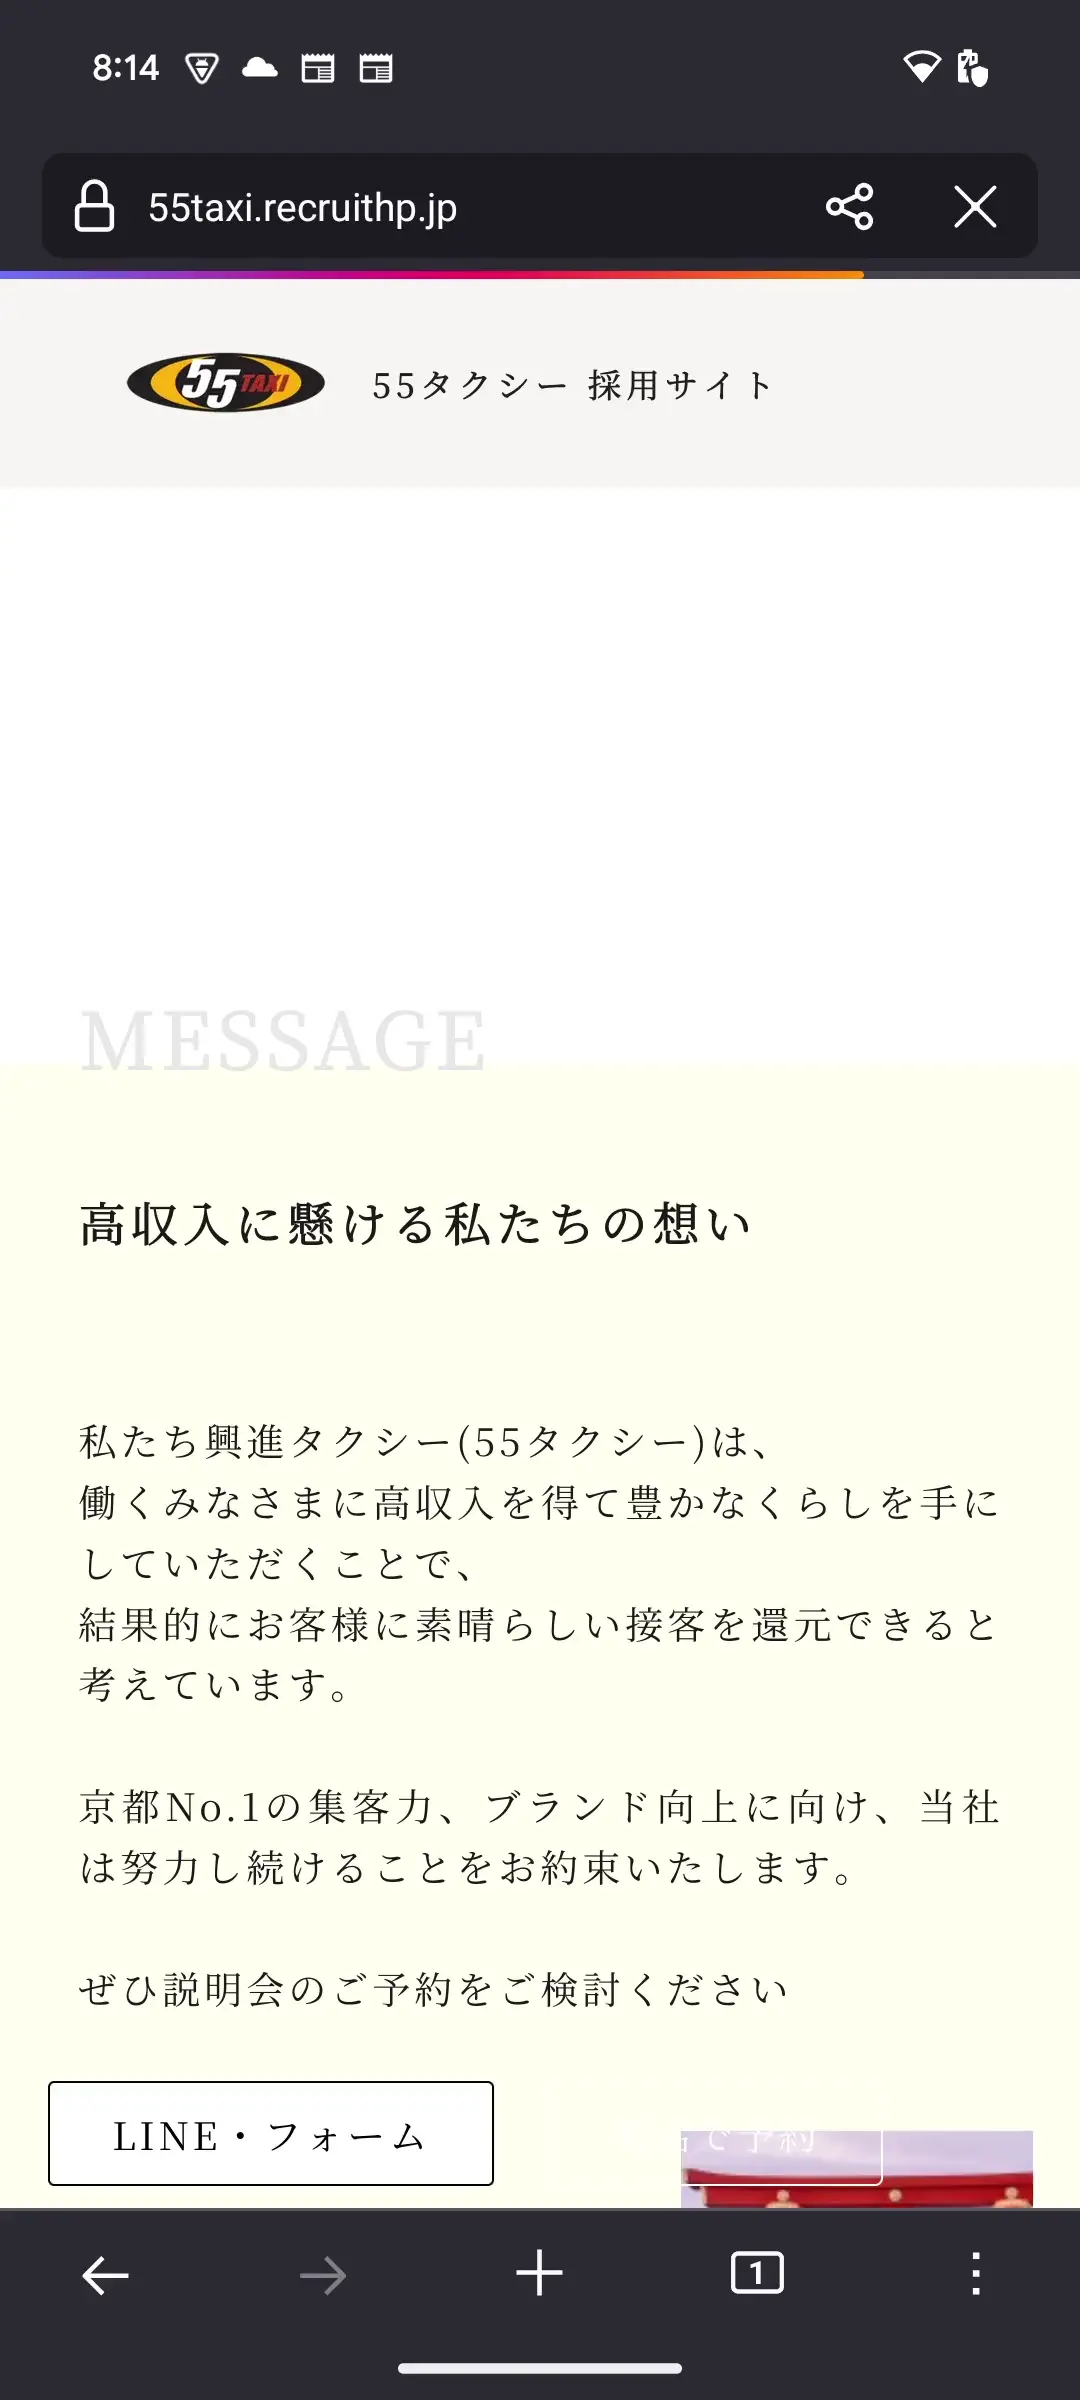 8:14
55taxi.recruithp.jp
55TAXI
55タクシー 採用サイト
MESSAGE
高収入に懸ける私たちの想い
私たち興進タクシー(55タクシー)は、
働くみなさまに高収入を得て豊かなくらしを手に
していただくことで、
結果的にお客様に素晴らしい接客を還元できると
考えています。
京都No.1の集客力、ブランド向上に向け、当社
は努力し続けることをお約束いたします。
ぜひ説明会のご予約をご検討ください
LINE・フォーム
で予約
1